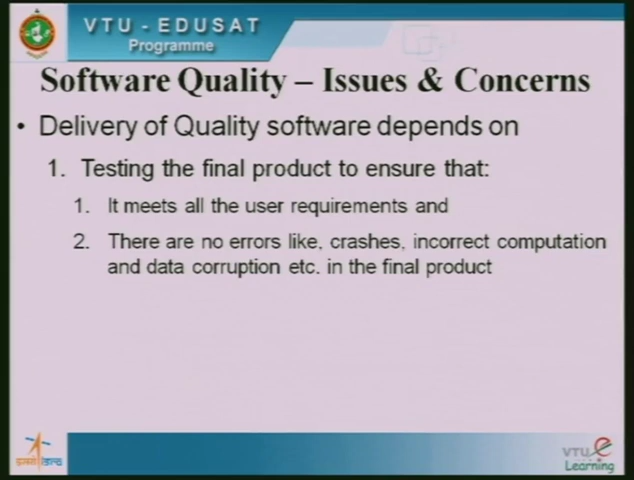 VTU - EDUSAT
Programme
Software Quality – Issues & Concerns
• Delivery of Quality software depends on
1. Testing the final product to ensure that:
1. It meets all the user requirements and
2. There are no errors like, crashes, incorrect computation
and data corruption etc. in the final product
इसरो isro
VTU e
Learning